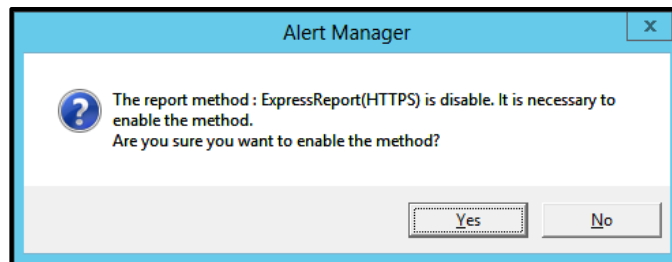 Alert Manager
x
The report method : ExpressReport(HTTPS) is disable. It is necessary to
enable the method.
Are you sure you want to enable the method?
Yes
No